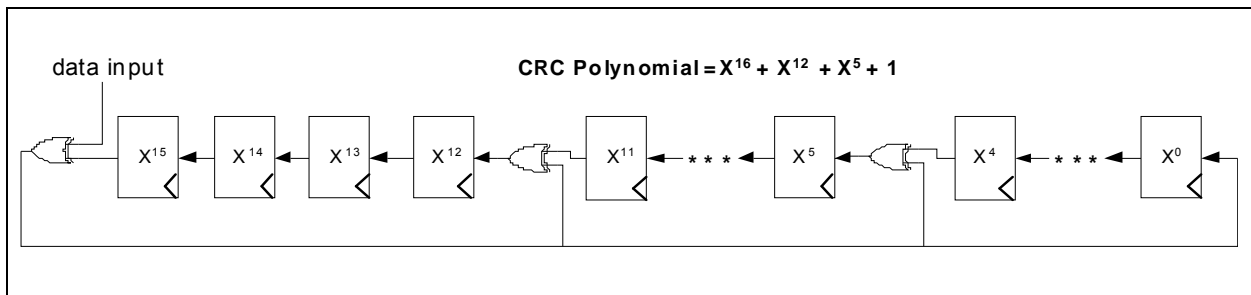 data input
CRC Polynomial = X¹⁶ + X¹² + X⁵ + 1
X¹⁵ X¹⁴ X¹³ X¹² X¹¹ * * * X⁵ X⁴ * * * X⁰